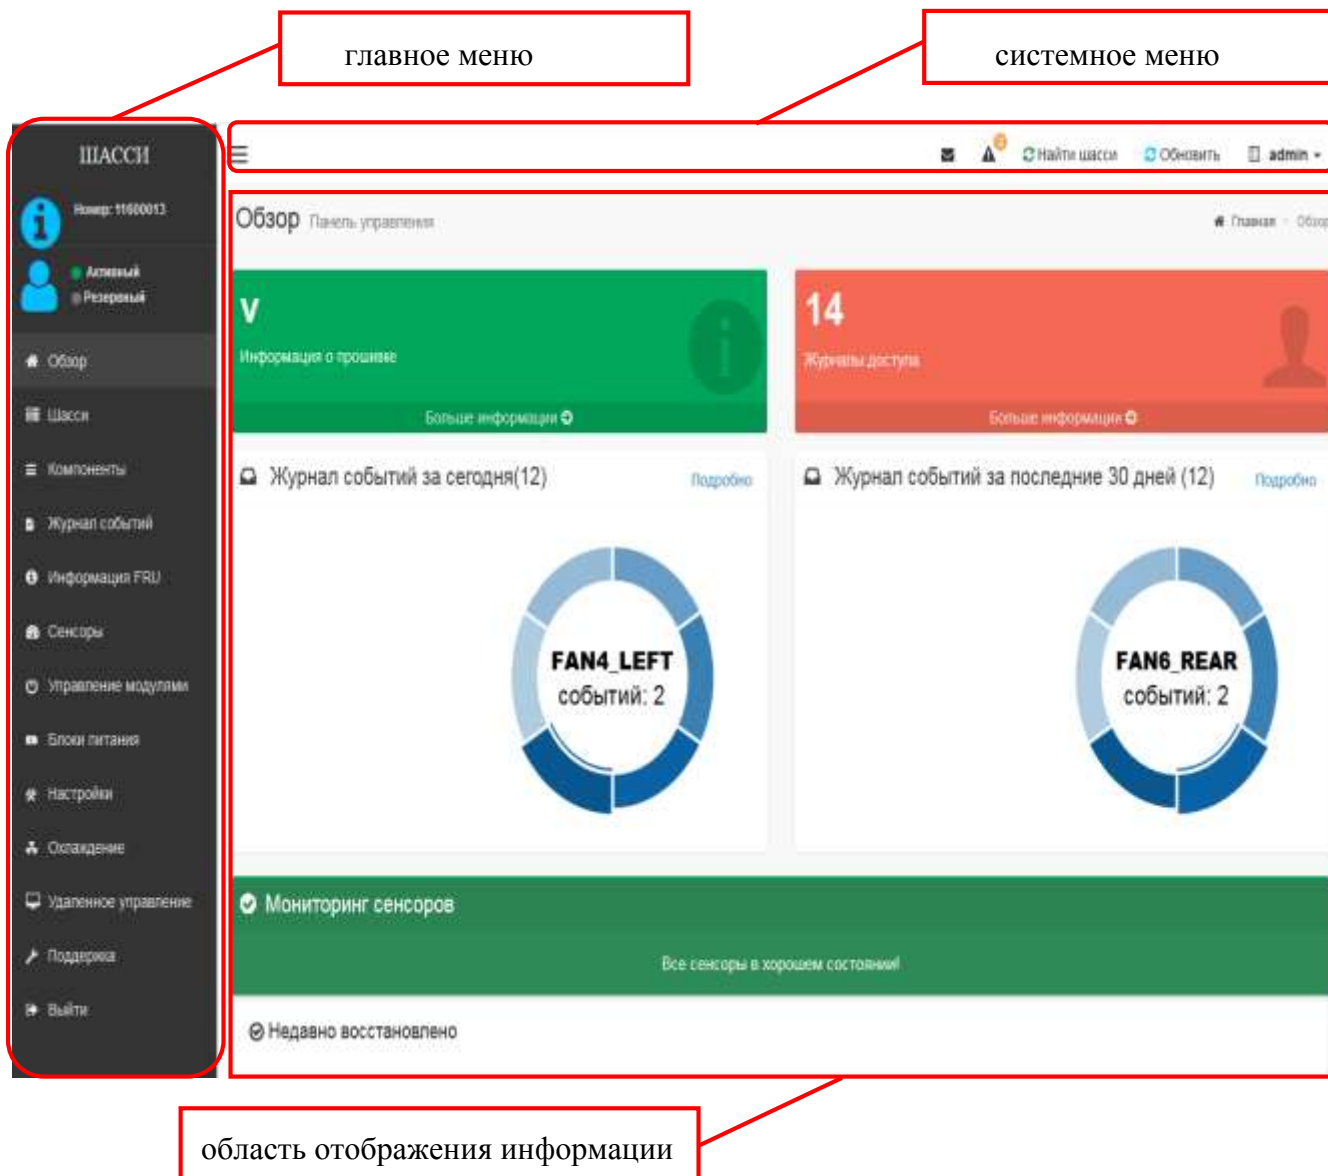 главное меню
системное меню
ШАССИ
Номер: 11600013
Активный
Резервный
Обзор
Шасси
Компоненты
Журнал событий
Информация FRU
Сенсоры
Управление модулями
Блоки питания
Настройки
Охлаждение
Удаленное управление
Поддержка
Выйти
Найти шасси
Обновить
admin
Обзор Панель управления
Главная Обзор
V
Информация о прошивке
Больше информации
14
Журналы доступа
Больше информации
Журнал событий за сегодня(12)
Подробно
FAN4_LEFT
событий: 2
Журнал событий за последние 30 дней (12)
Подробно
FAN6_REAR
событий: 2
Мониторинг сенсоров
Все сенсоры в хорошем состоянии!
Недавно восстановлено
область отображения информации